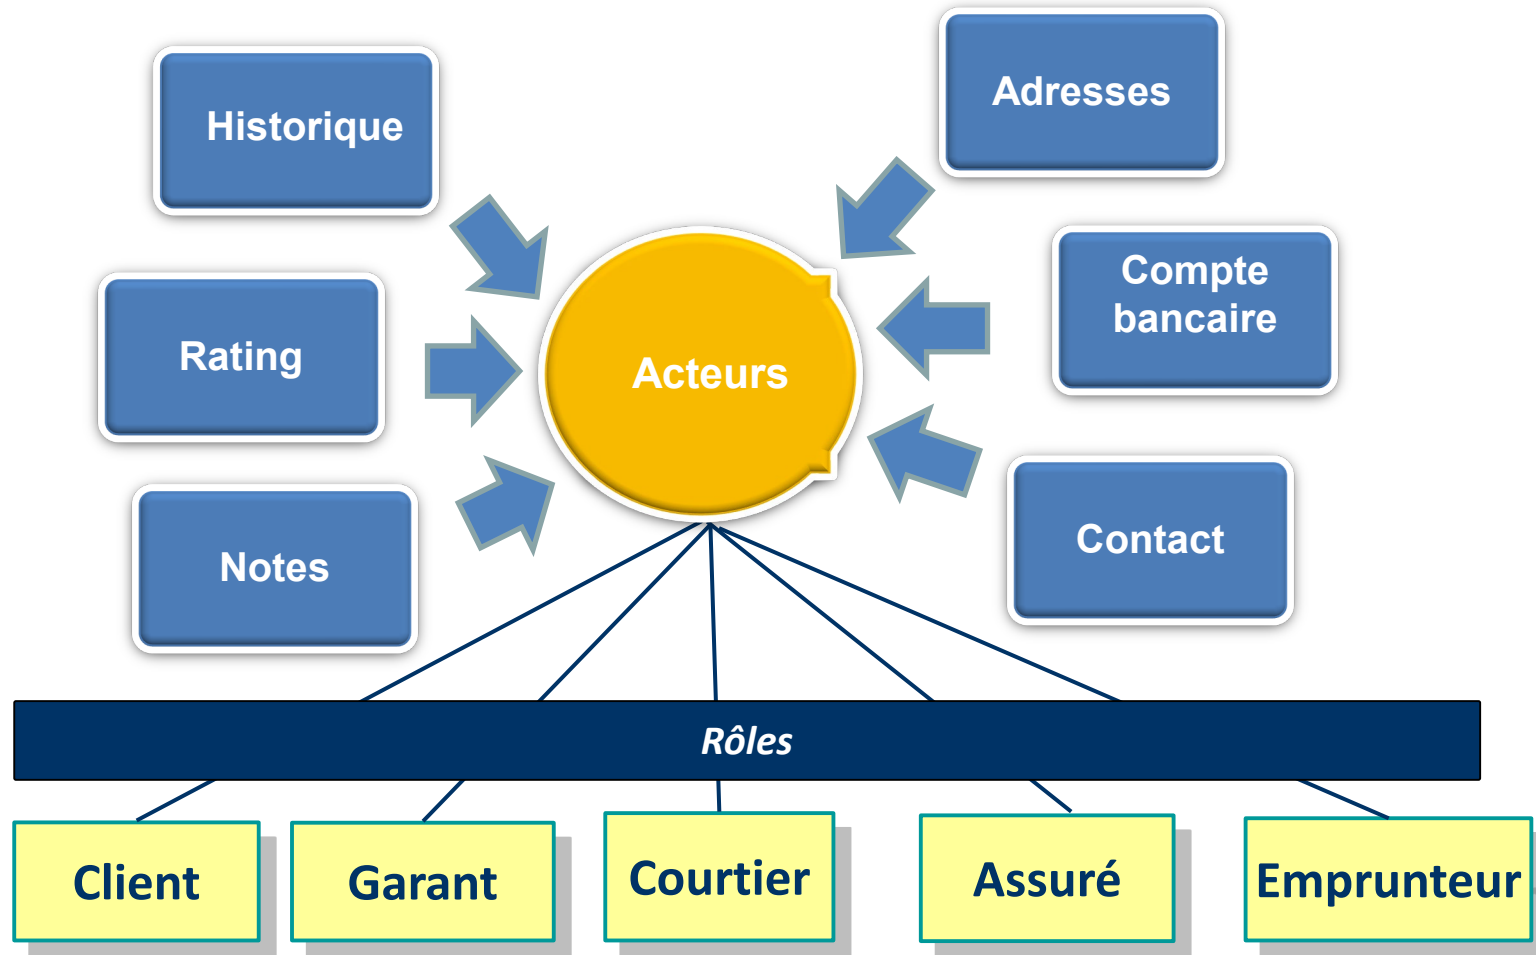 Historique
Adresses
Rating
Compte
bancaire
Acteurs
Notes
Contact
Rôles
Client
Garant
Courtier
Assuré
Emprunteur